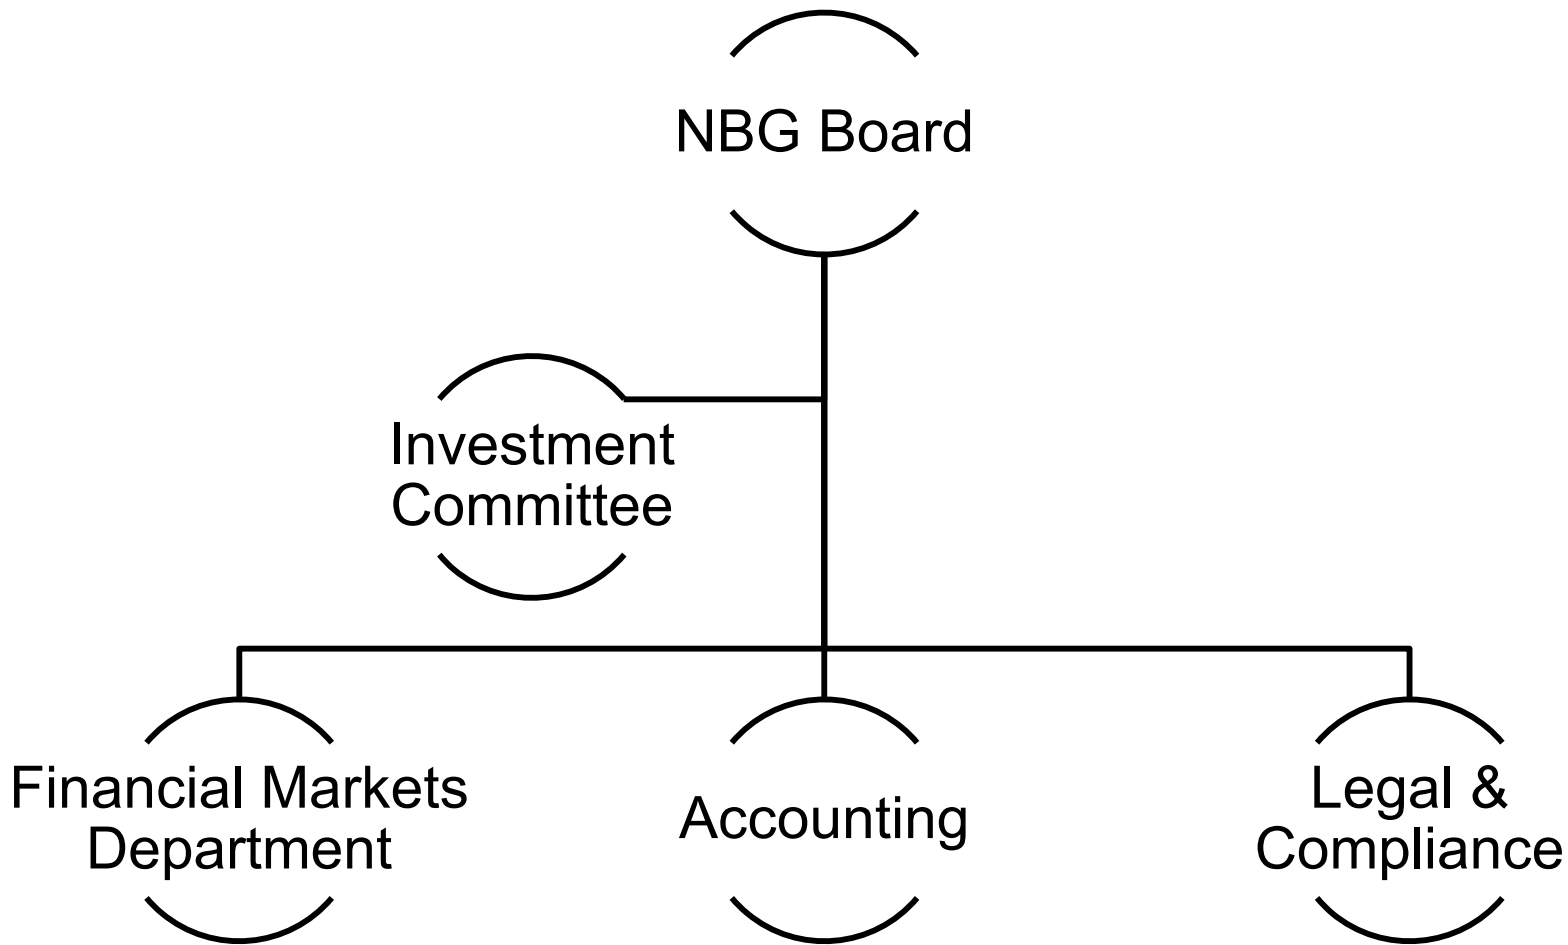 NBG Board
Investment
Committee
Financial Markets
Department
Accounting
Legal &
Compliance